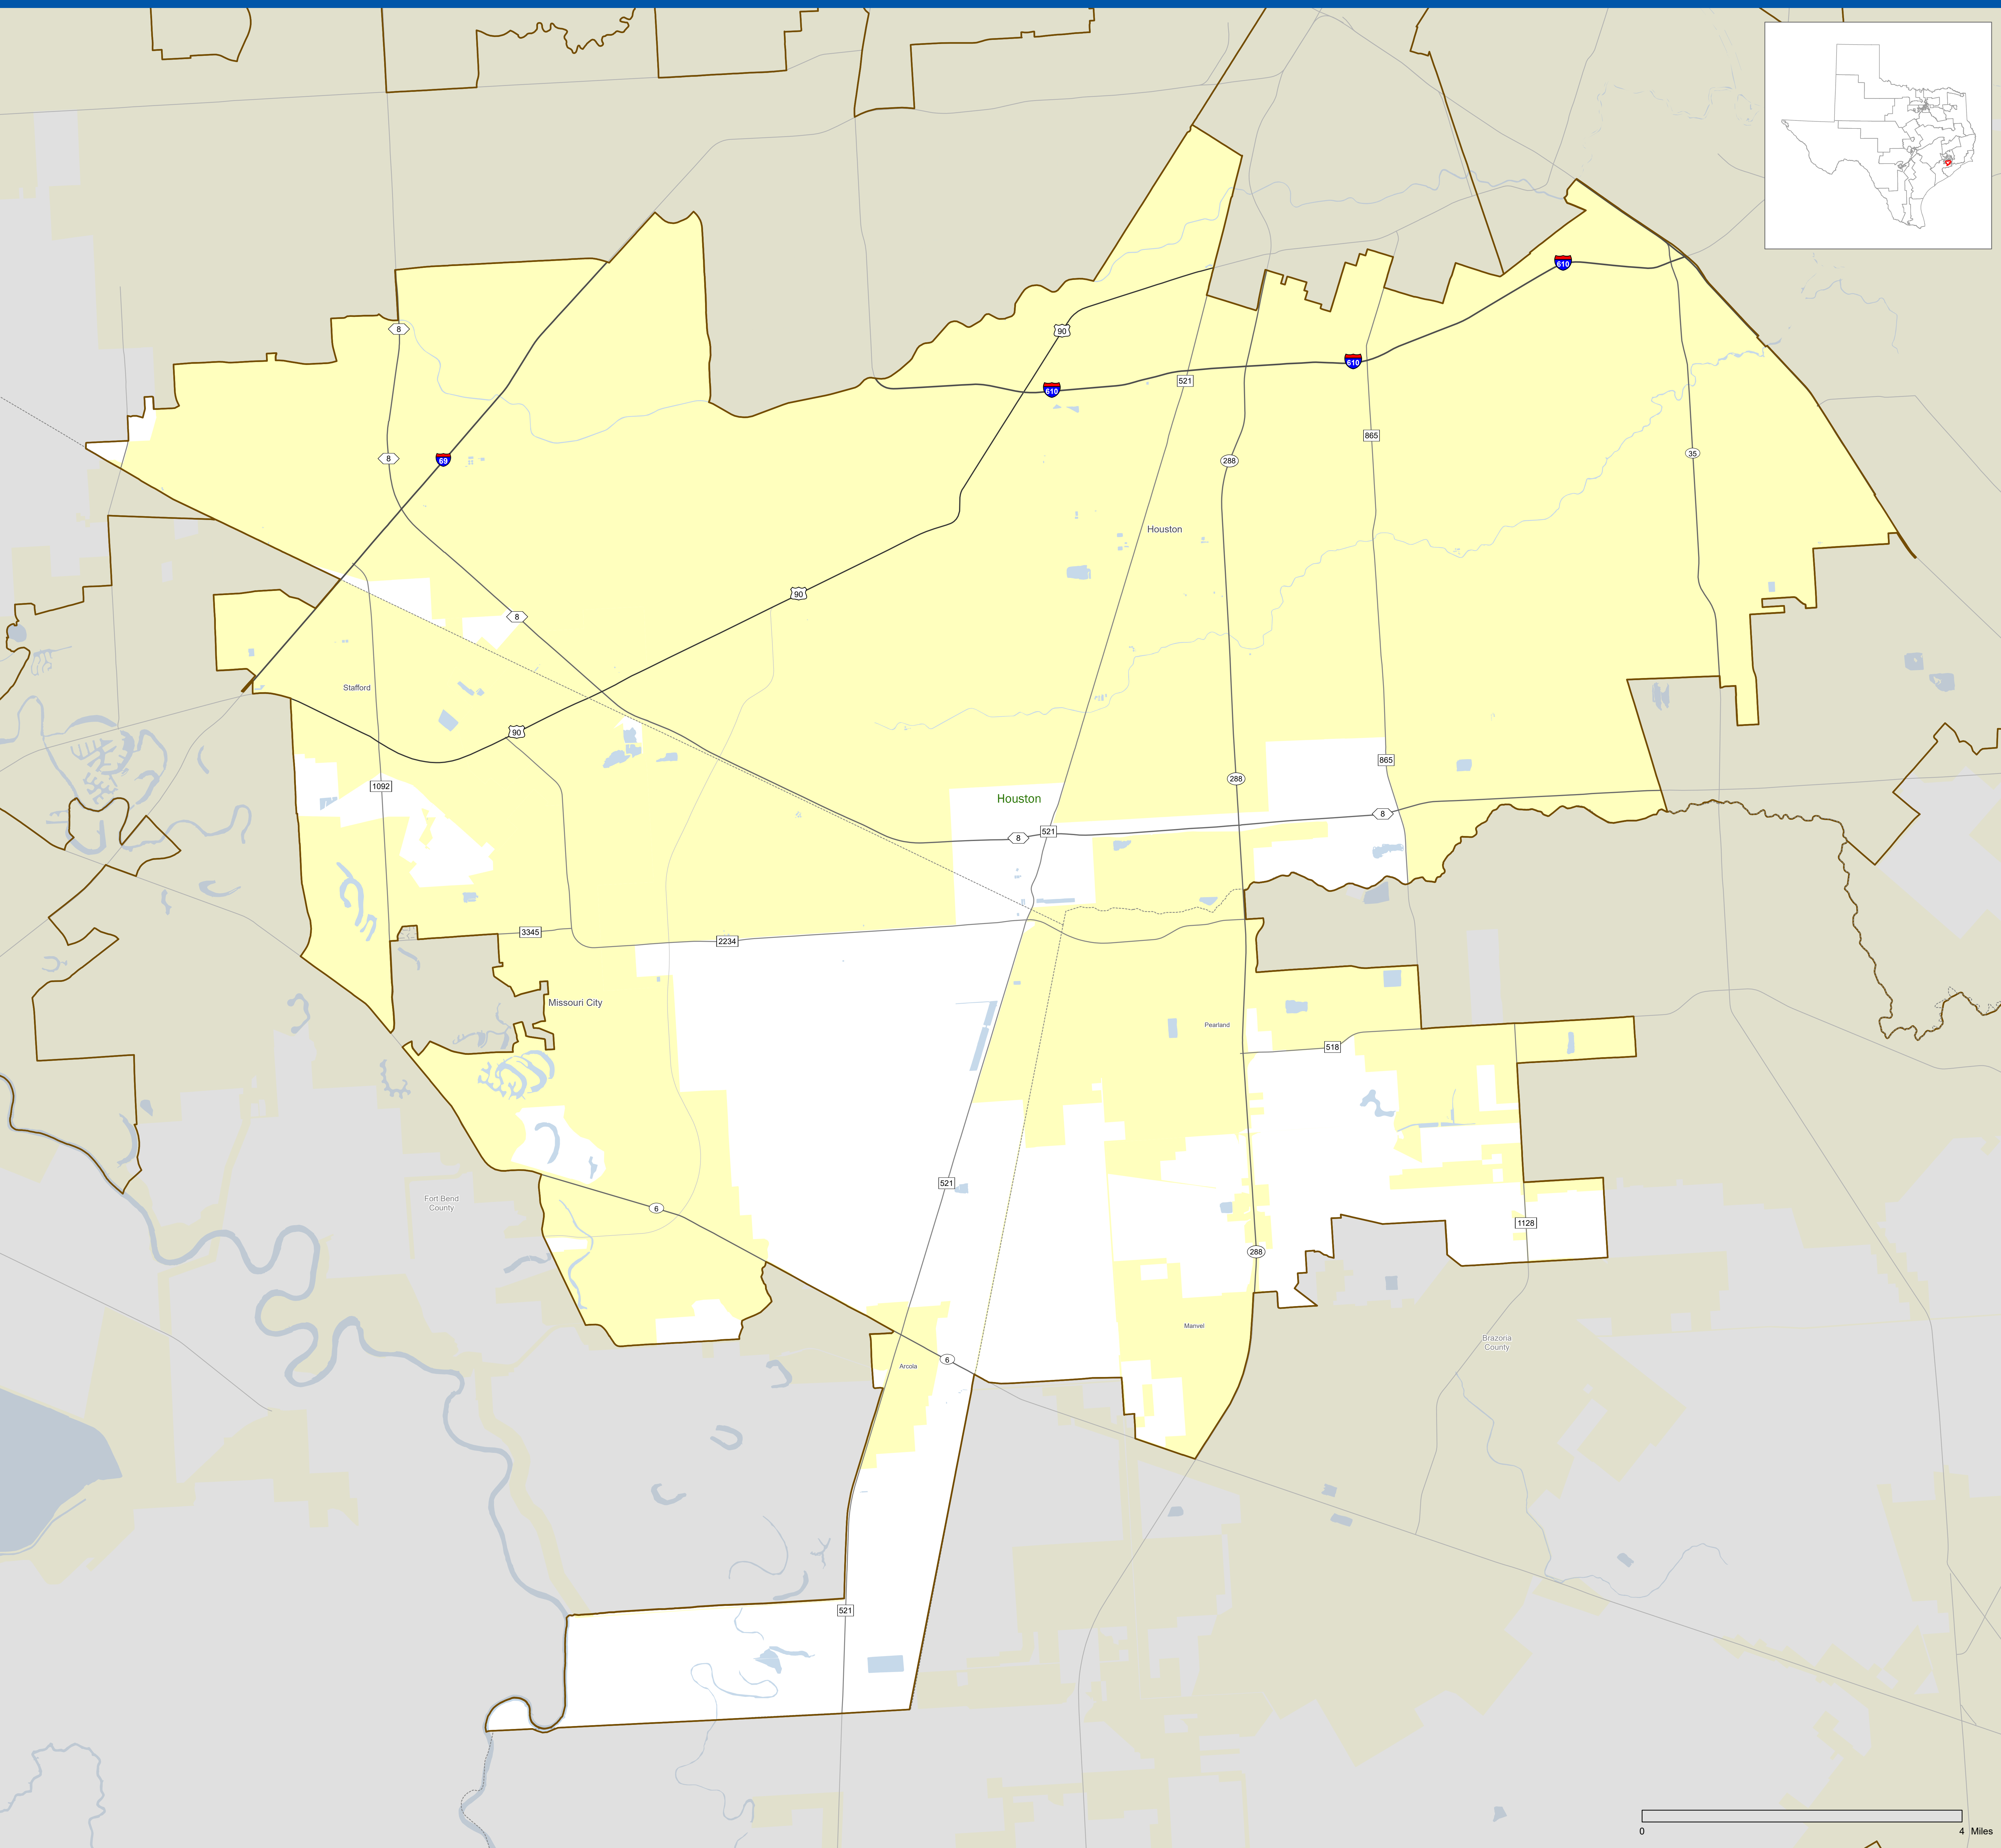 610
8
90
610
521
610
865
8
69
288
35
Houston
90
8
Stafford
90
865
288
1092
Houston
8
521
8
3345
2234
Missouri City
Pearland
518
521
Fort Bend
County
6
1128
288
Manvel
Brazoria
County
6
Arcola
521
0
4 Miles